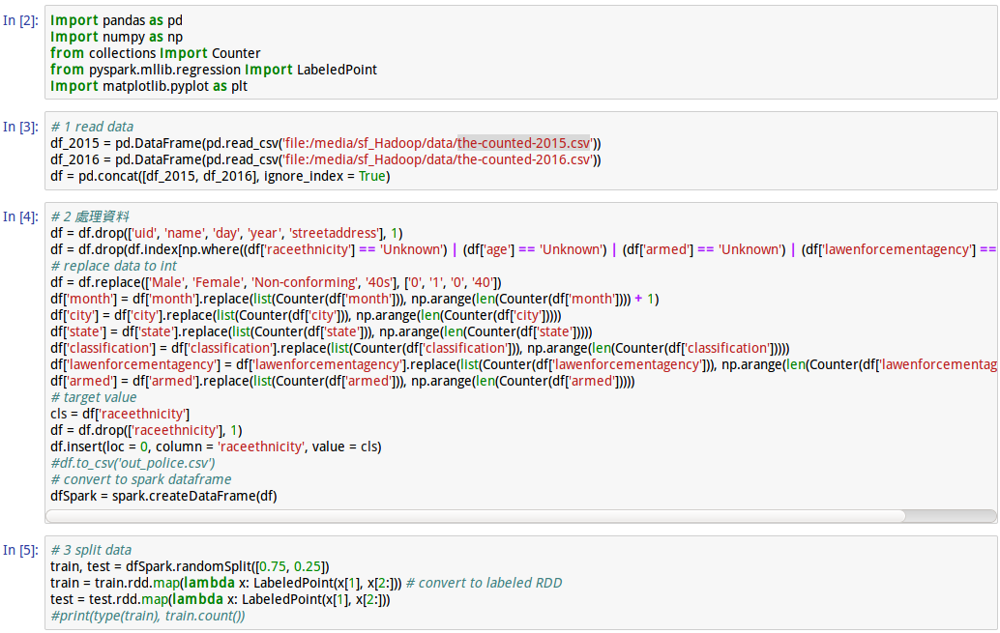 In [2]:
Import pandas as pd
Import numpy as np
from collections Import Counter
from pyspark.mllib.regression Import LabeledPoint
Import matplotlib.pyplot as plt
In [3]:
# 1 read data
df_2015 = pd.DataFrame(pd.read_csv('file:/media/sf_Hadoop/data/the-counted-2015.csv'))
df_2016 = pd.DataFrame(pd.read_csv('file:/media/sf_Hadoop/data/the-counted-2016.csv'))
df = pd.concat([df_2015, df_2016], ignore_index = True)
In [4]:
# 2 處理資料
df = df.drop(['uid', 'name', 'day', 'year', 'streetaddress'], 1)
df = df.drop(df.index[np.where((df['raceethnicity'] == 'Unknown') | (df['age'] == 'Unknown') | (df['armed'] == 'Unknown') | (df['lawenforcementagency'] ==
# replace data to int
df = df.replace(['Male', 'Female', 'Non-conforming', '40s'], ['0', '1', '0', '40'])
df['month'] = df['month'].replace(list(Counter(df['month'])), np.arange(len(Counter(df['month']))) + 1)
df['city'] = df['city'].replace(list(Counter(df['city'])), np.arange(len(Counter(df['city']))))
df['state'] = df['state'].replace(list(Counter(df['state'])), np.arange(len(Counter(df['state']))))
df['classification'] = df['classification'].replace(list(Counter(df['classification'])), np.arange(len(Counter(df['classification']))))
df['lawenforcementagency'] = df['lawenforcementagency'].replace(list(Counter(df['lawenforcementagency'])), np.arange(len(Counter(df['lawenforcementag
df['armed'] = df['armed'].replace(list(Counter(df['armed'])), np.arange(len(Counter(df['armed']))))
# target value
cls = df['raceethnicity']
df = df.drop(['raceethnicity'], 1)
df.insert(loc = 0, column = 'raceethnicity', value = cls)
#df.to_csv('out_police.csv')
# convert to spark dataframe
dfSpark = spark.createDataFrame(df)
In [5]:
# 3 split data
train, test = dfSpark.randomSplit([0.75, 0.25])
train = train.rdd.map(lambda x: LabeledPoint(x[1], x[2:])) # convert to labeled RDD
test = test.rdd.map(lambda x: LabeledPoint(x[1], x[2:]))
#print(type(train), train.count())